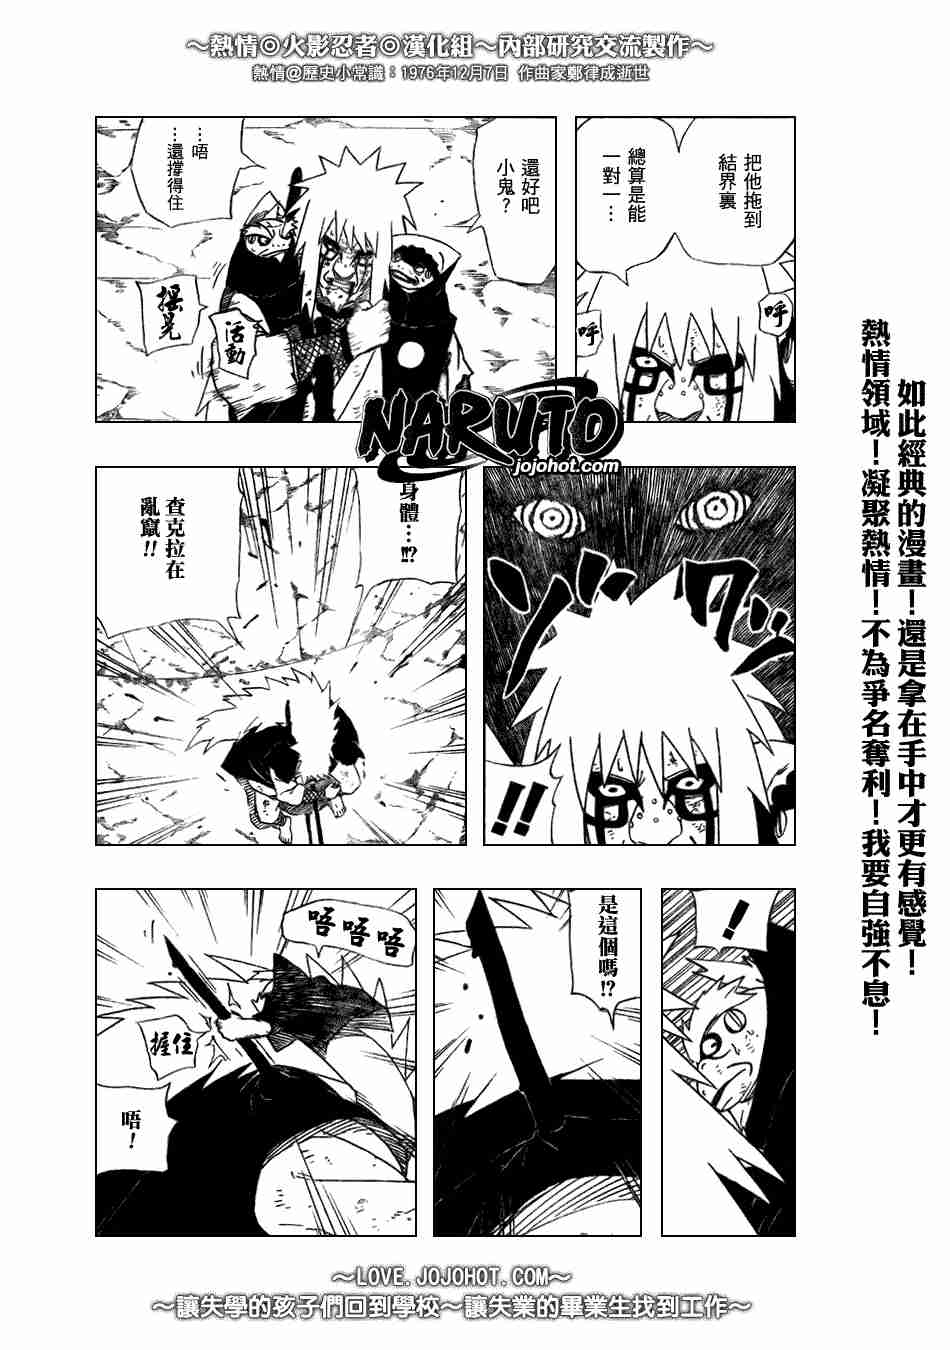 ～熱情◎火影忍者◎漢化組～內部研究交流製作～
熱情@歷史小常識：1976年12月7日 作曲家鄭律成逝世
把他拖到
結界裏
總算是能
一對一…
呼
呼
還好吧
小鬼？
…唔
…還撐得住
活動
搖晃
NARUTO
jojohot.com
ゾワッ
!!
身體…!!?
查克拉在
亂竄!!
!
是這個嗎!?
唔唔唔
握住
唔！
如此經典的漫畫！還是拿在手中才更有感覺！
熱情領域！凝聚熱情！不為爭名奪利！我要自強不息！
～LOVE.JOJOHOT.COM～
～讓失學的孩子們回到學校～讓失業的畢業生找到工作～